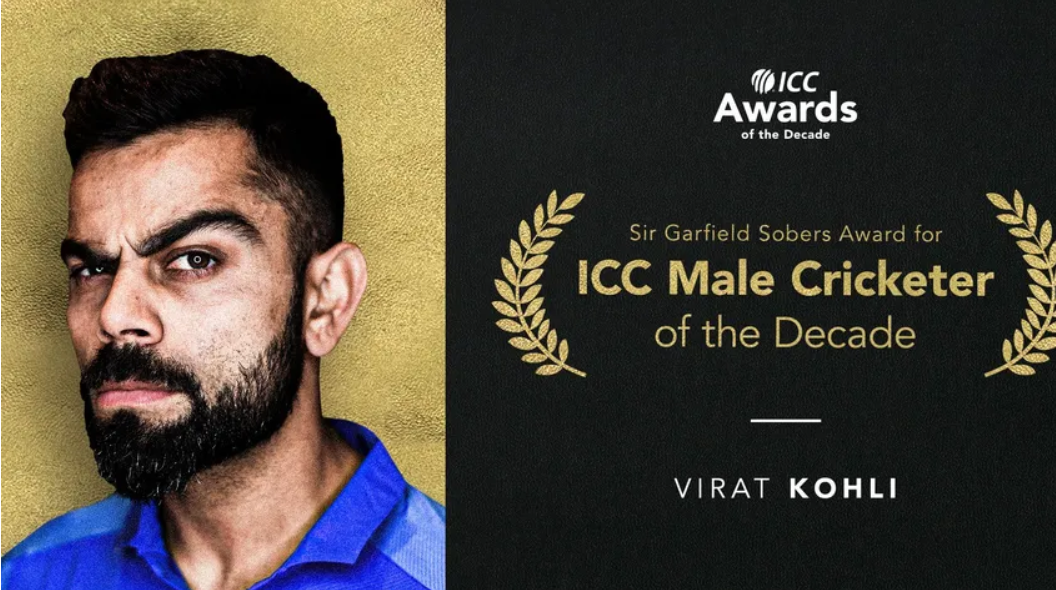 ICC
Awards
of the Decade
Sir Garfield Sobers Award for
ICC Male Cricketer
of the Decade
VIRAT KOHLI